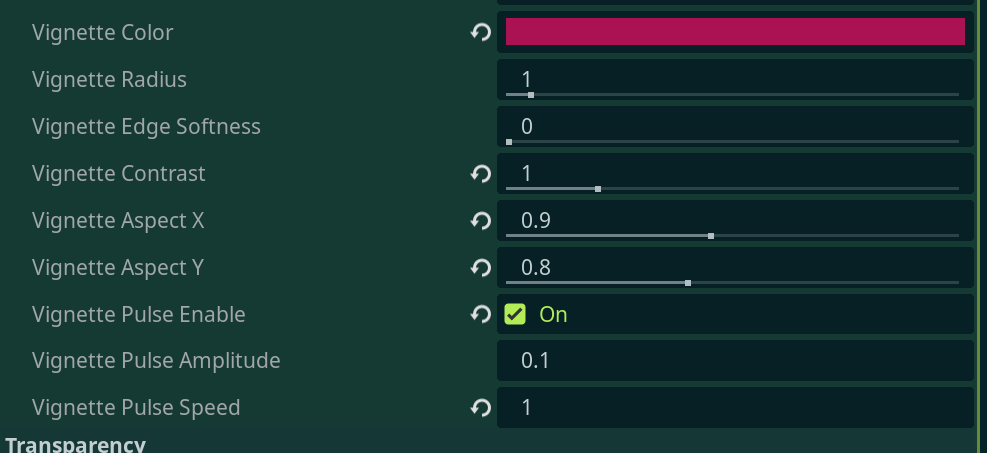 Vignette Color
Vignette Radius 1
Vignette Edge Softness 0
Vignette Contrast 1
Vignette Aspect X 0.9
Vignette Aspect Y 0.8
Vignette Pulse Enable On
Vignette Pulse Amplitude 0.1
Vignette Pulse Speed 1
Transparency